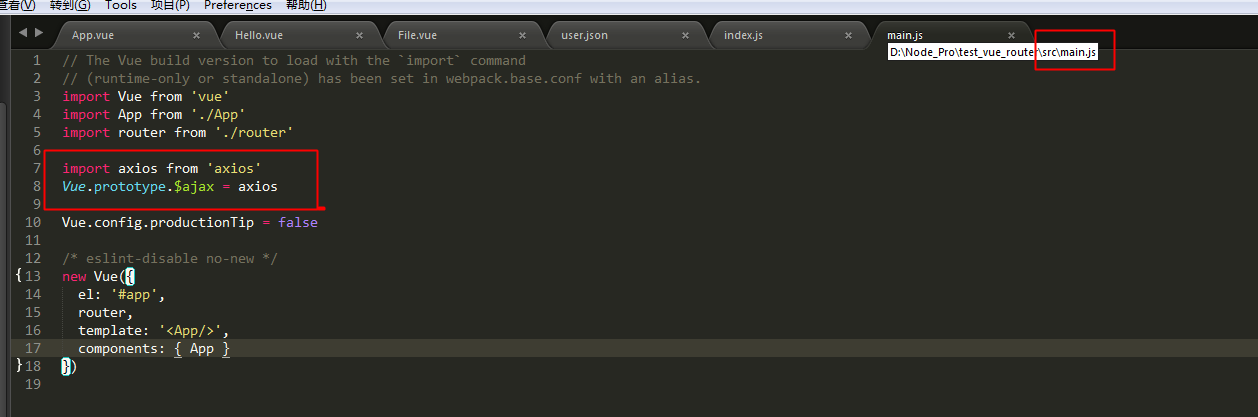 查看(V) 转到(G) Tools 项目(P) Preferences 帮助(H)
App.vue × Hello.vue × File.vue × user.json × index.js × main.js ×
D:\Node_Pro\test_vue_router\src\main.js
1 // The Vue build version to load with the `import` command
2 // (runtime-only or standalone) has been set in webpack.base.conf with an alias.
3 import Vue from 'vue'
4 import App from './App'
5 import router from './router'
6
7 import axios from 'axios'
8 Vue.prototype.$ajax = axios
9
10 Vue.config.productionTip = false
11
12 /* eslint-disable no-new */
13 new Vue({
14 el: '#app',
15 router,
16 template: '<App/>',
17 components: { App }
18 })
19